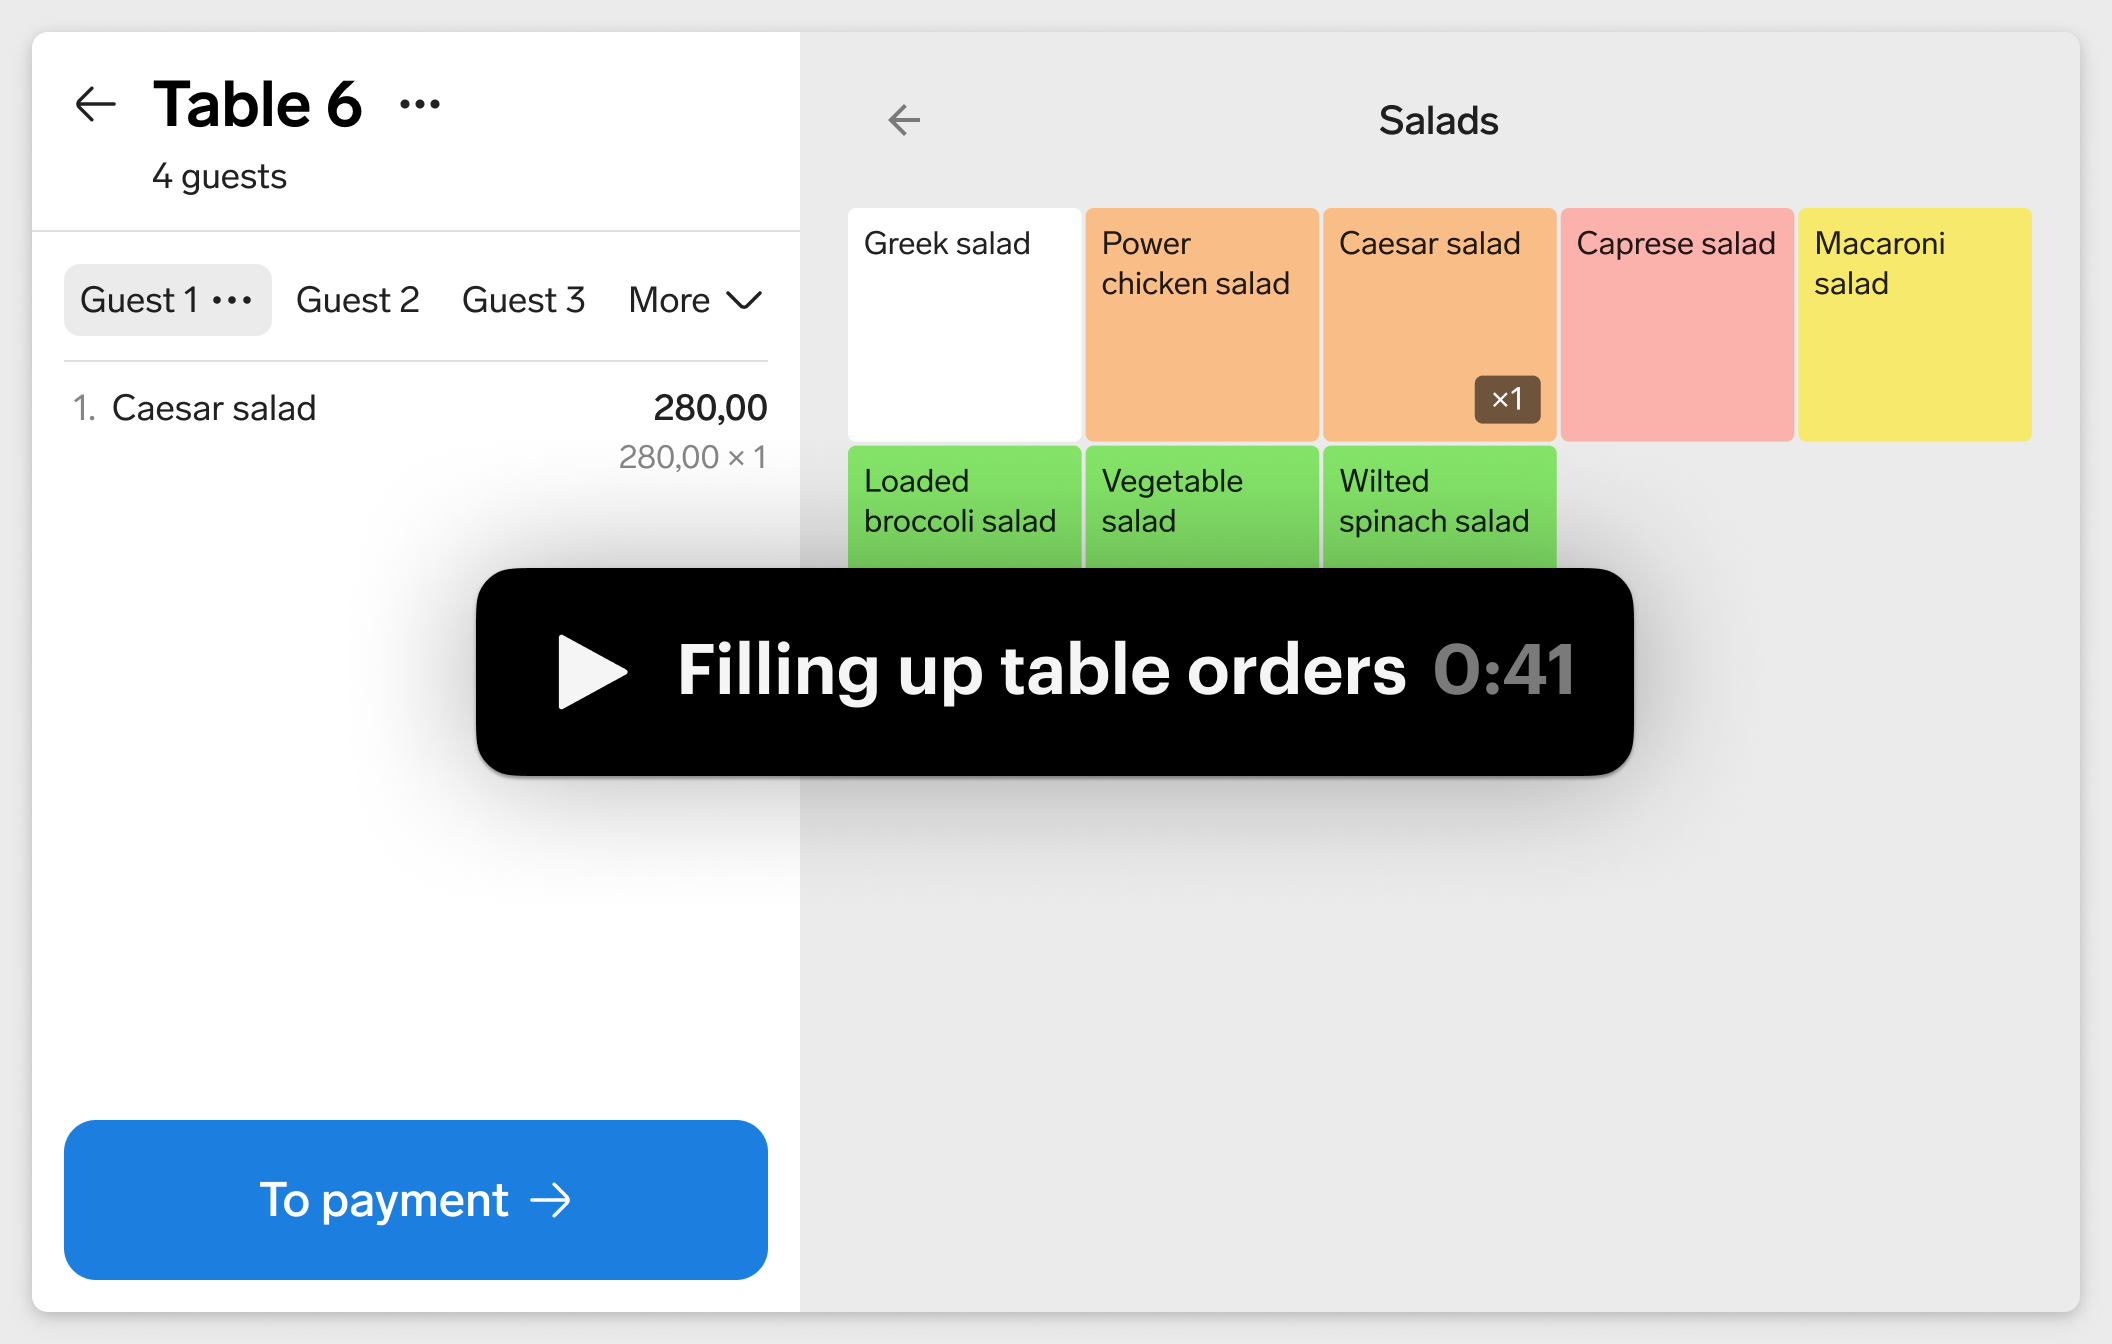 Table 6 •••
4 guests
Guest 1 ••• Guest 2 Guest 3 More
1. Caesar salad 280,00
280,00 × 1
To payment
Salads
Greek salad
Power
chicken salad
Caesar salad
×1
Caprese salad
Macaroni
salad
Loaded
broccoli salad
Vegetable
salad
Wilted
spinach salad
Filling up table orders 0:41